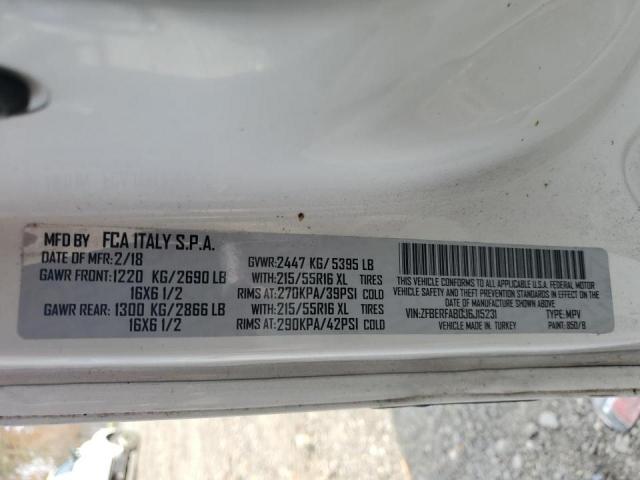 MFD BY FCA ITALY S.P.A.
DATE OF MFR:2/18
GAWR FRONT:1220 KG/2690 LB
16X6 1/2
GAWR REAR: 1300 KG/2866 LB
16X6 1/2
GVWR:2447 KG/5395 LB
WITH:215/55R16 XL TIRES
RIMS AT:270KPA/39PSI COLD
WITH:215/55R16 XL TIRES
RIMS AT:290KPA/42PSI COLD
THIS VEHICLE CONFORMS TO ALL APPLICABLE U.S.A. FEDERAL MOTOR
VEHICLE SAFETY AND THEFT PREVENTION STANDARDS IN EFFECT ON THE
DATE OF MANUFACTURE SHOWN ABOVE
VIN:ZFBERFAB0J6J15231 TYPE: MPV
VEHICLE MADE IN: TURKEY PAINT: 850/B